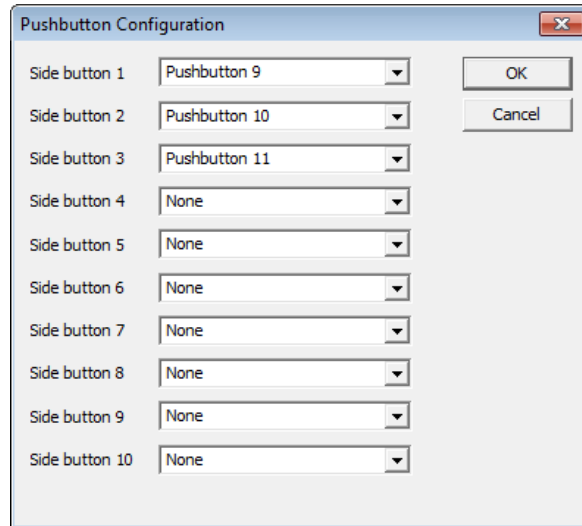 Pushbutton Configuration
Side button 1 Pushbutton 9 OK
Side button 2 Pushbutton 10 Cancel
Side button 3 Pushbutton 11
Side button 4 None
Side button 5 None
Side button 6 None
Side button 7 None
Side button 8 None
Side button 9 None
Side button 10 None